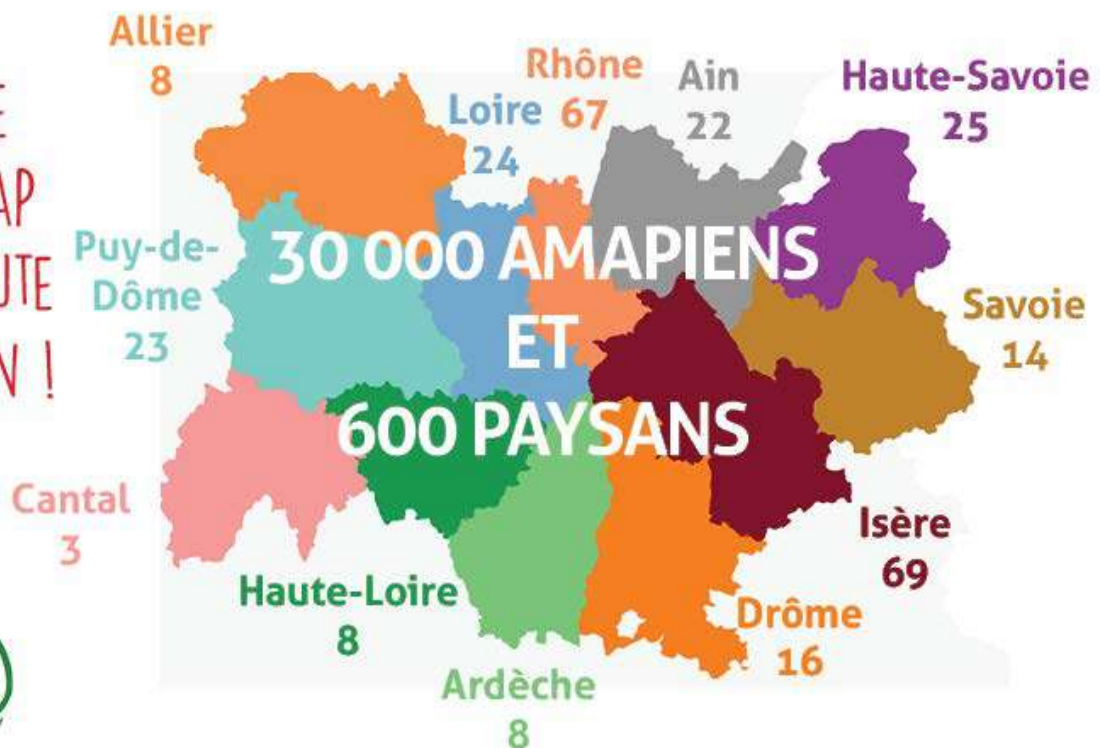 Allier
8
Loire
24
Rhône
67
Ain
22
Haute-Savoie
25
AP
N !
Puy-de-
Dôme
23
30 000 AMAPIENS
ET
600 PAYSANS
Savoie
14
Cantal
3
Haute-Loire
8
Ardèche
8
Drôme
16
Isère
69